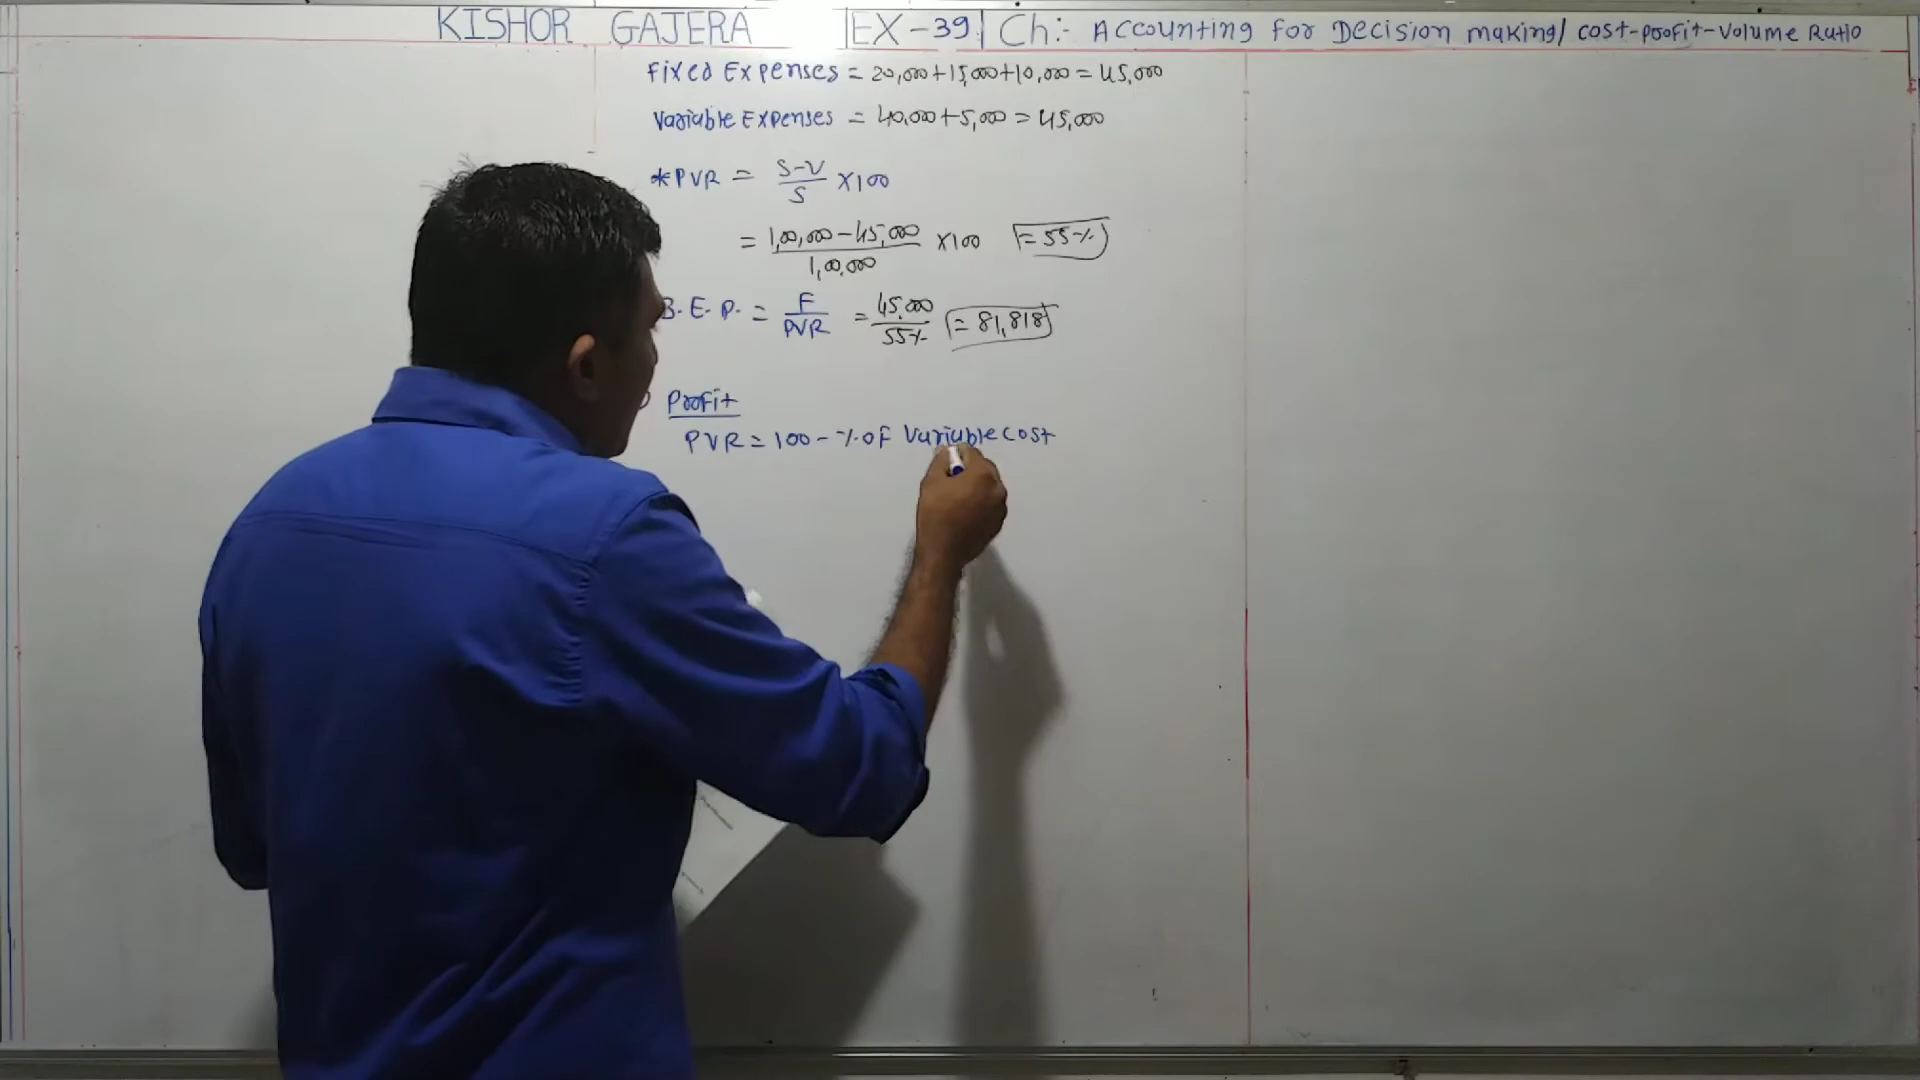 KISHOR GAJERA |EX-39| Ch:- Accounting for Decision making/ cost-profit-volume Ratio
Fixed Expenses = 20,000+15,000+10,000 = 45,000
Variable Expenses = 40,000+5,000 = 45,000
*PVR = S-V/S X100
= 1,00,000-45,000/1,00,000 X100 = 55%
B.E.P. = F/PVR = 45,000/55% = 81,818
Profit
PVR = 100-%.OF Variable Cost